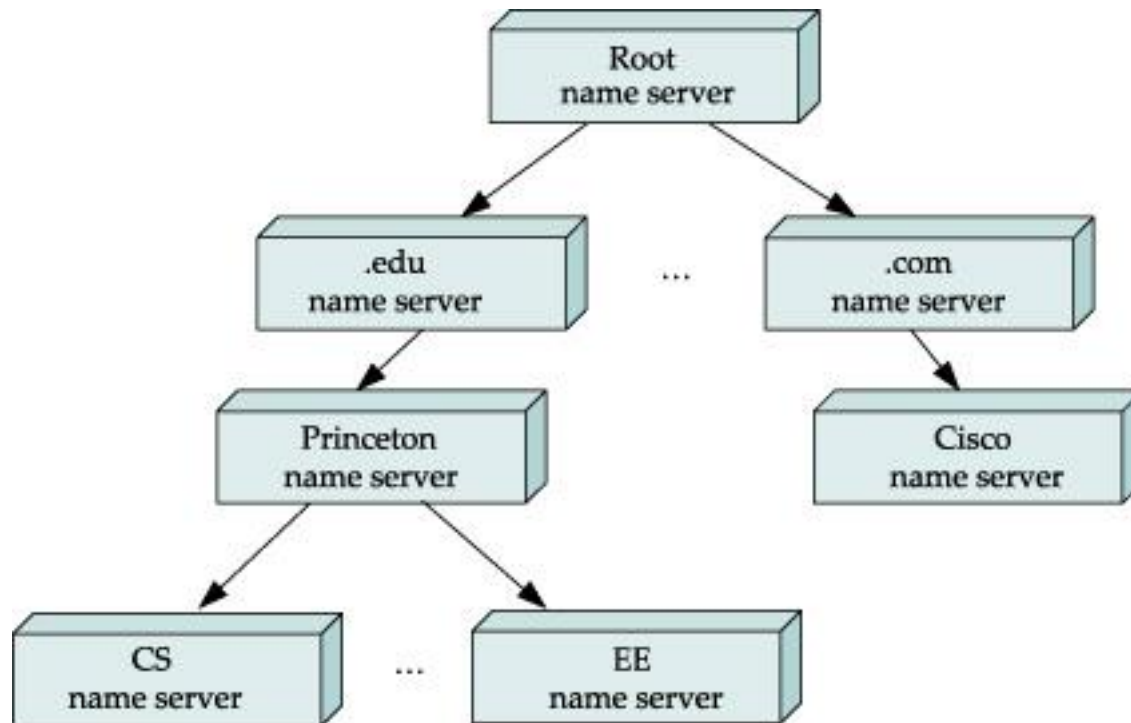 Root
name server
.edu
name server
...
.com
name server
Princeton
name server
Cisco
name server
CS
name server
...
EE
name server